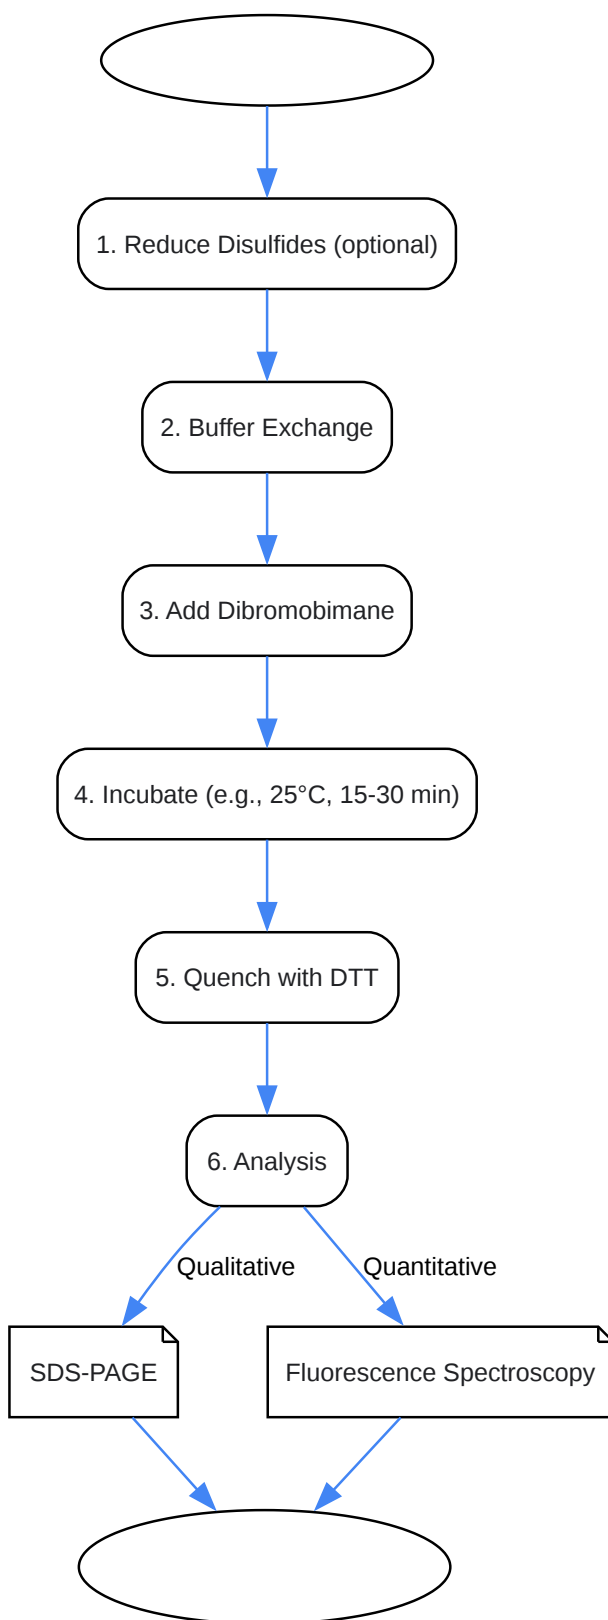 1. Reduce Disulfides (optional)
2. Buffer Exchange
3. Add Dibromobimane
4. Incubate (e.g., 25°C, 15-30 min)
5. Quench with DTT
6. Analysis
Qualitative
Quantitative
SDS-PAGE
Fluorescence Spectroscopy